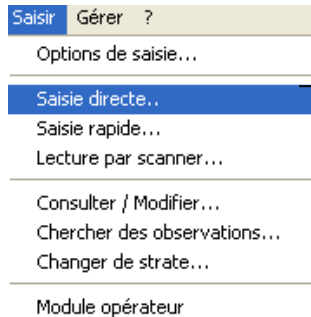 Saisir Gérer ?
Options de saisie...
Saisie directe..
Saisie rapide...
Lecture par scanner...
Consulter / Modifier...
Chercher des observations...
Changer de strate...
Module opérateur